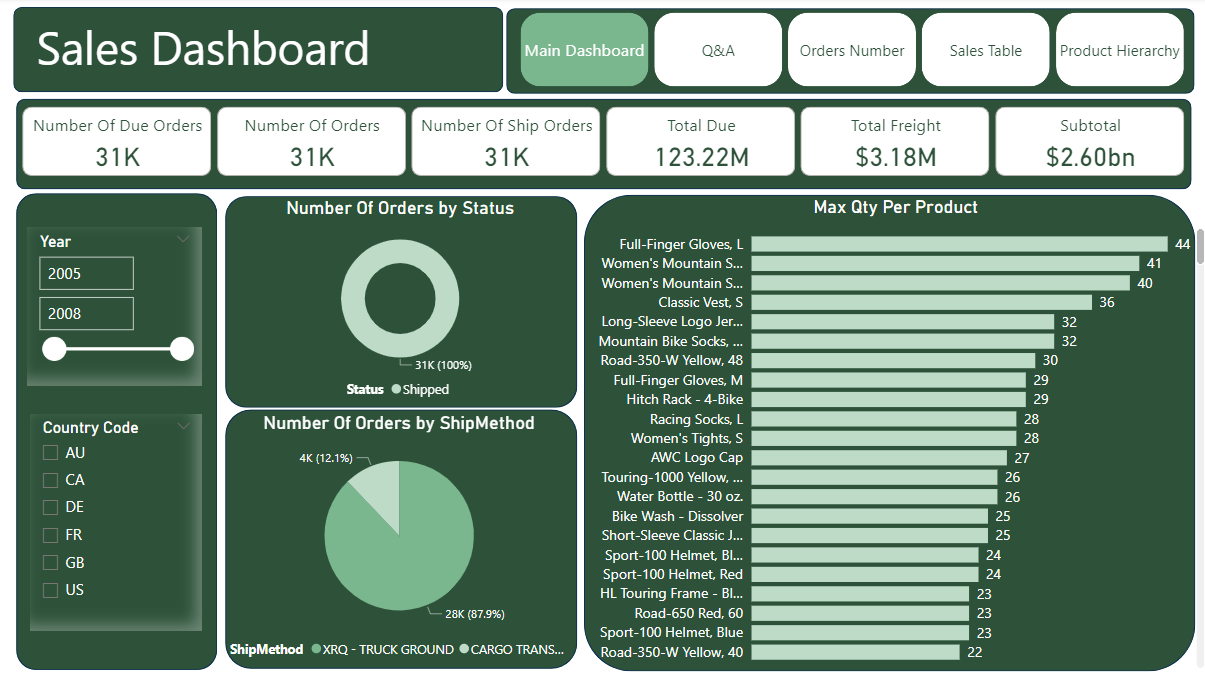 Sales Dashboard
Main Dashboard
Q&A
Orders Number
Sales Table
Product Hierarchy
Number Of Due Orders
31K
Number Of Orders
31K
Number Of Ship Orders
31K
Total Due
123.22M
Total Freight
$3.18M
Subtotal
$2.60bn
Year
2005
2008
Country Code
AU
CA
DE
FR
GB
US
Number Of Orders by Status
31K (100%)
Status Shipped
Number Of Orders by ShipMethod
4K (12.1%)
28K (87.9%)
ShipMethod XRQ - TRUCK GROUND CARGO TRANS...
Max Qty Per Product
Full-Finger Gloves, L 44
Women's Mountain S... 41
Women's Mountain S... 40
Classic Vest, S 36
Long-Sleeve Logo Jer... 32
Mountain Bike Socks, ... 32
Road-350-W Yellow, 48 30
Full-Finger Gloves, M 29
Hitch Rack - 4-Bike 29
Racing Socks, L 28
Women's Tights, S 28
AWC Logo Cap 27
Touring-1000 Yellow, ... 26
Water Bottle - 30 oz. 26
Bike Wash - Dissolver 25
Short-Sleeve Classic J... 25
Sport-100 Helmet, Bl... 24
Sport-100 Helmet, Red 24
HL Touring Frame - Bl... 23
Road-650 Red, 60 23
Sport-100 Helmet, Blue 23
Road-350-W Yellow, 40 22